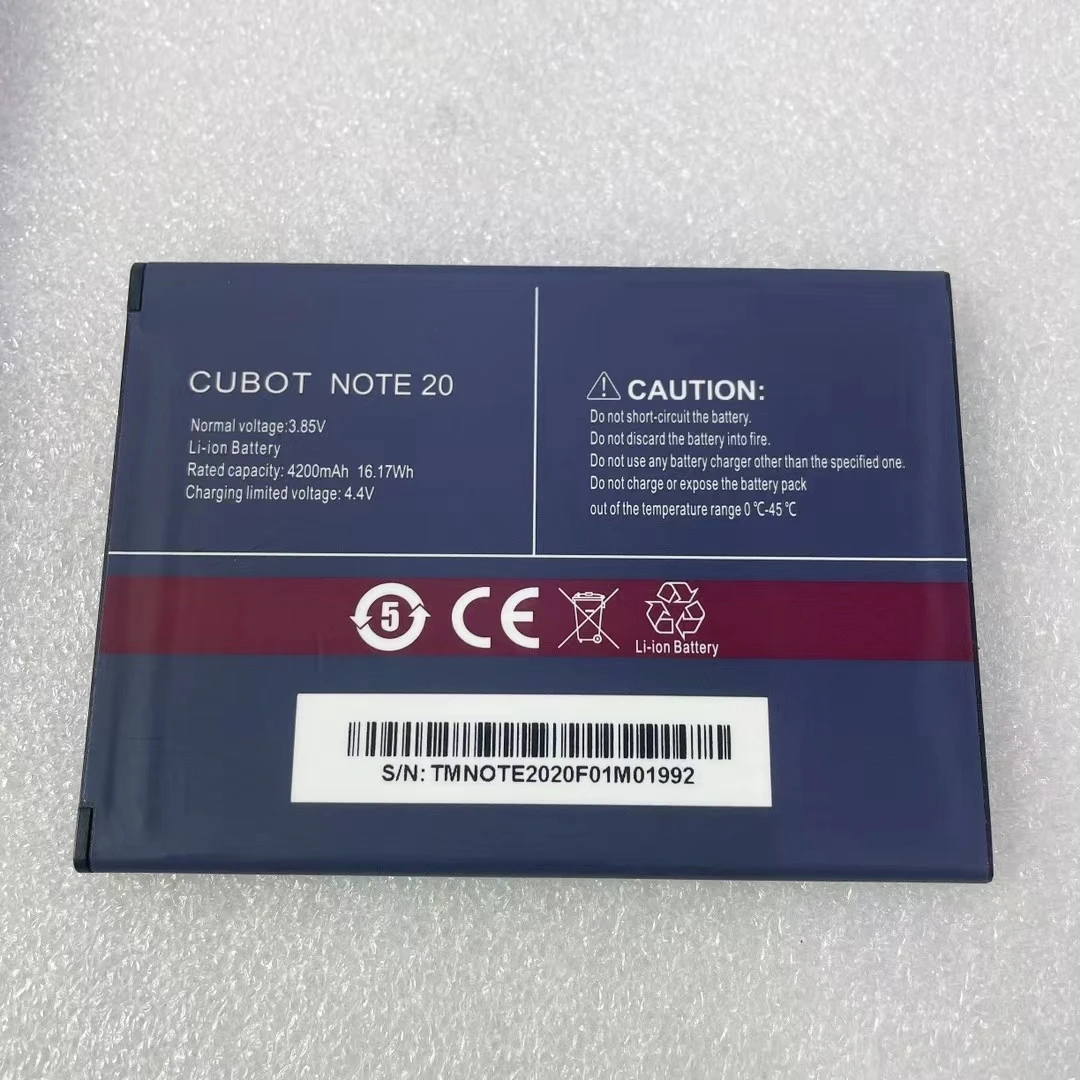 CUBOT NOTE 20
Normal voltage:3.85V
Li-ion Battery
Rated capacity: 4200mAh 16.17Wh
Charging limited voltage: 4.4V
CAUTION:
Do not short-circuit the battery.
Do not discard the battery into fire.
Do not use any battery charger other than the specified one.
Do not charge or expose the battery pack
out of the temperature range 0 ℃-45 ℃
5
CE
Li-ion Battery
S/N: TMNOTE2020F01M01992